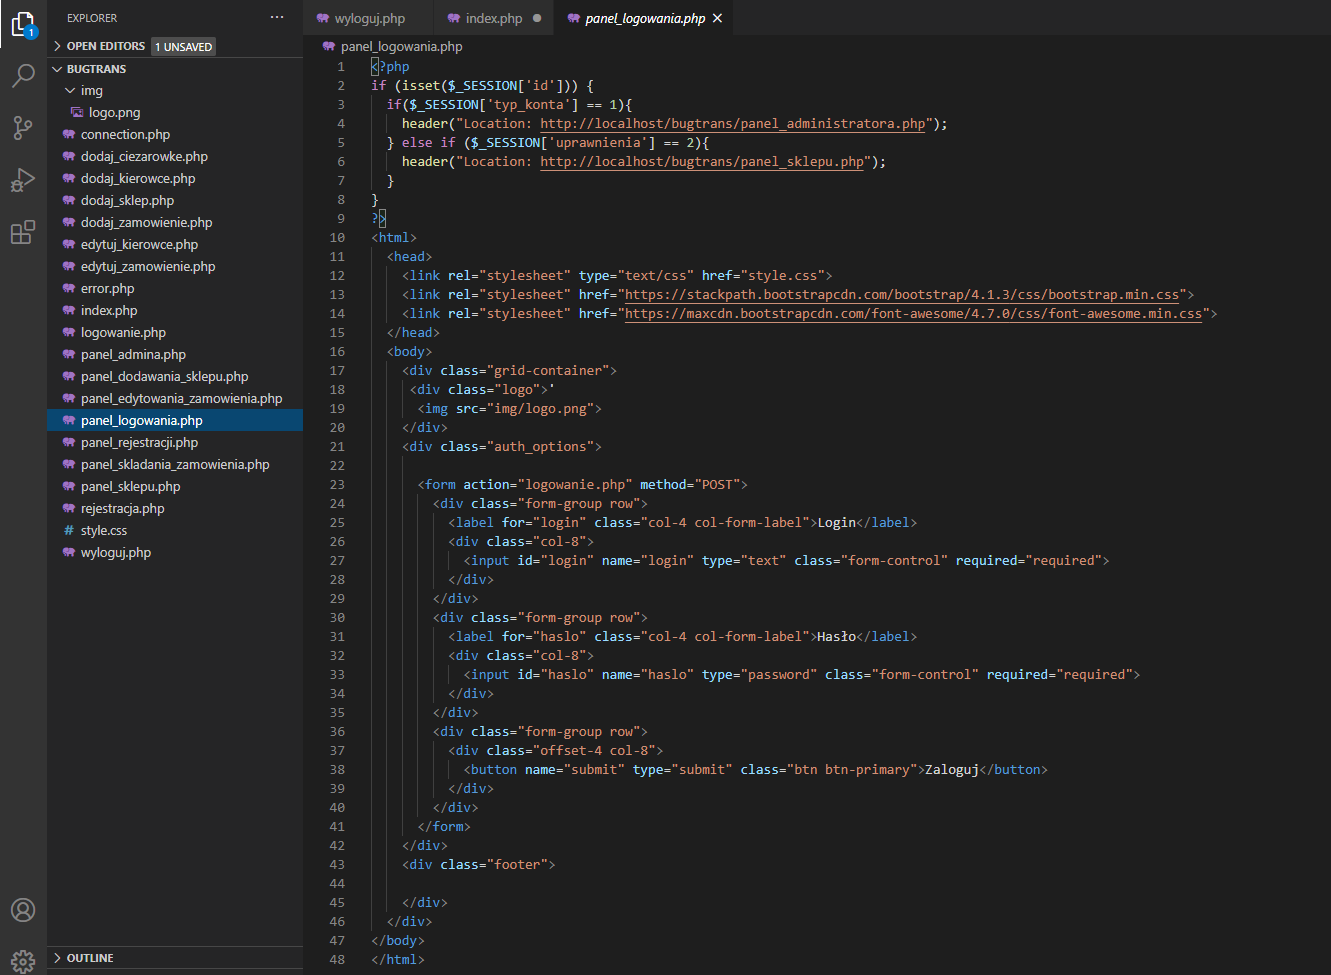 EXPLORER
OPEN EDITORS 1 UNSAVED
BUGTRANS
img
logo.png
connection.php
dodaj_ciezarowke.php
dodaj_kierowce.php
dodaj_sklep.php
dodaj_zamowienie.php
edytuj_kierowce.php
edytuj_zamowienie.php
error.php
index.php
logowanie.php
panel_admina.php
panel_dodawania_sklepu.php
panel_edytowania_zamowienia.php
panel_logowania.php
panel_rejestracji.php
panel_skladania_zamowienia.php
panel_sklepu.php
rejestracja.php
# style.css
wyloguj.php
OUTLINE
1
wyloguj.php index.php panel_logowania.php
panel_logowania.php
1 <?php
2 if (isset($_SESSION['id'])) {
3   if($_SESSION['typ_konta'] == 1){
4     header("Location: http://localhost/bugtrans/panel_administratora.php");
5   } else if ($_SESSION['uprawnienia'] == 2){
6     header("Location: http://localhost/bugtrans/panel_sklepu.php");
7   }
8 }
9 ?>
10 <html>
11   <head>
12     <link rel="stylesheet" type="text/css" href="style.css">
13     <link rel="stylesheet" href="https://stackpath.bootstrapcdn.com/bootstrap/4.1.3/css/bootstrap.min.css">
14     <link rel="stylesheet" href="https://maxcdn.bootstrapcdn.com/font-awesome/4.7.0/css/font-awesome.min.css">
15   </head>
16   <body>
17     <div class="grid-container">
18      <div class="logo">'
19       <img src="img/logo.png">
20     </div>
21     <div class="auth_options">
22
23       <form action="logowanie.php" method="POST">
24         <div class="form-group row">
25           <label for="login" class="col-4 col-form-label">Login</label>
26           <div class="col-8">
27             <input id="login" name="login" type="text" class="form-control" required="required">
28           </div>
29         </div>
30         <div class="form-group row">
31           <label for="haslo" class="col-4 col-form-label">Hasło</label>
32           <div class="col-8">
33             <input id="haslo" name="haslo" type="password" class="form-control" required="required">
34           </div>
35         </div>
36         <div class="form-group row">
37           <div class="offset-4 col-8">
38             <button name="submit" type="submit" class="btn btn-primary">Zaloguj</button>
39           </div>
40         </div>
41       </form>
42     </div>
43     <div class="footer">
44
45     </div>
46   </div>
47 </body>
48 </html>